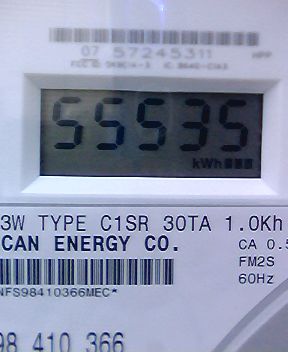 07 57245311
55535
kWh
3W TYPE C1SR 30TA 1.0Kh
CAN ENERGY CO.
CA 0.5
FM2S
60Hz
NFS98410366MEC*
98 410 366